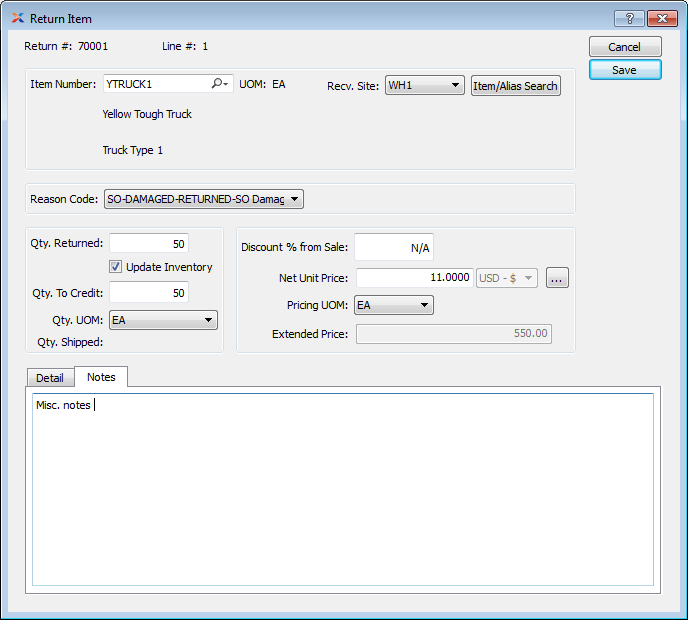 Return Item
Return #: 70001 Line #: 1 Cancel
Save
Item Number: YTRUCK1 UOM: EA Recv. Site: WH1 Item/Alias Search
Yellow Tough Truck
Truck Type 1
Reason Code: SO-DAMAGED-RETURNED-SO Damag
Qty. Returned: 50 Discount % from Sale: N/A
Update Inventory Net Unit Price: 11.0000 USD - $ ...
Qty. To Credit: 50 Pricing UOM: EA
Qty. UOM: EA Extended Price: 550.00
Qty. Shipped:
Detail Notes
Misc. notes